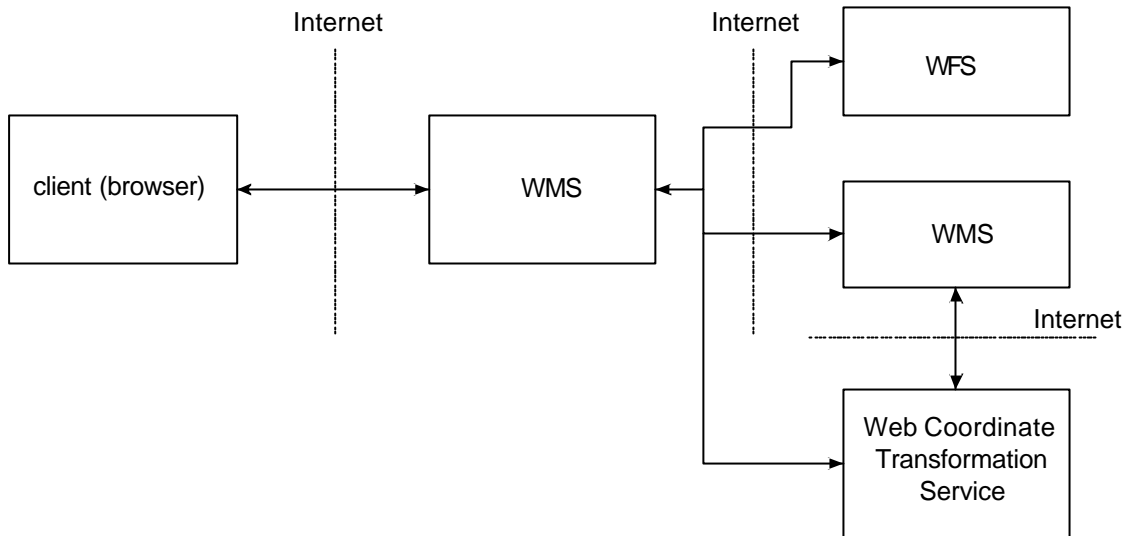 Internet
Internet
WFS
client (browser)
WMS
WMS
Internet
Web Coordinate
Transformation
Service